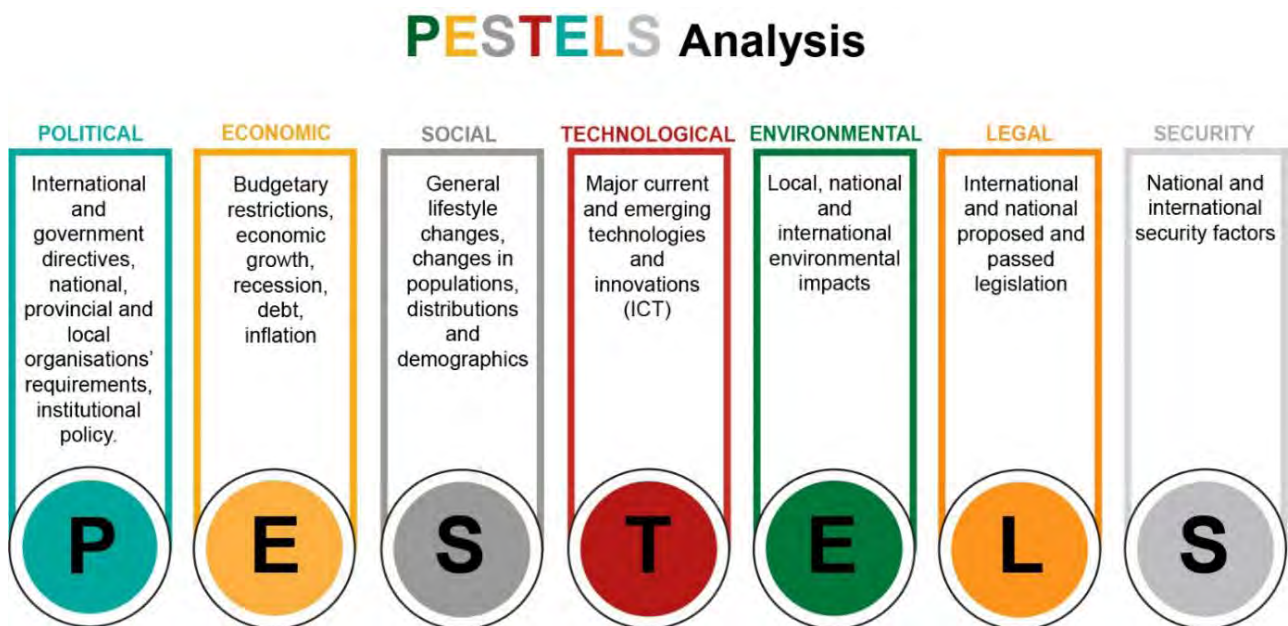 PESTELS Analysis
POLITICAL
International
and
government
directives,
national,
provincial and
local
organisations’
requirements,
institutional
policy.
P
ECONOMIC
Budgetary
restrictions,
economic
growth,
recession,
debt,
inflation
E
SOCIAL
General
lifestyle
changes,
changes in
populations,
distributions
and
demographics
S
TECHNOLOGICAL
Major current
and emerging
technologies
and
innovations
(ICT)
T
ENVIRONMENTAL
Local, national
and
international
environmental
impacts
E
LEGAL
International
and national
proposed and
passed
legislation
L
SECURITY
National and
international
security factors
S